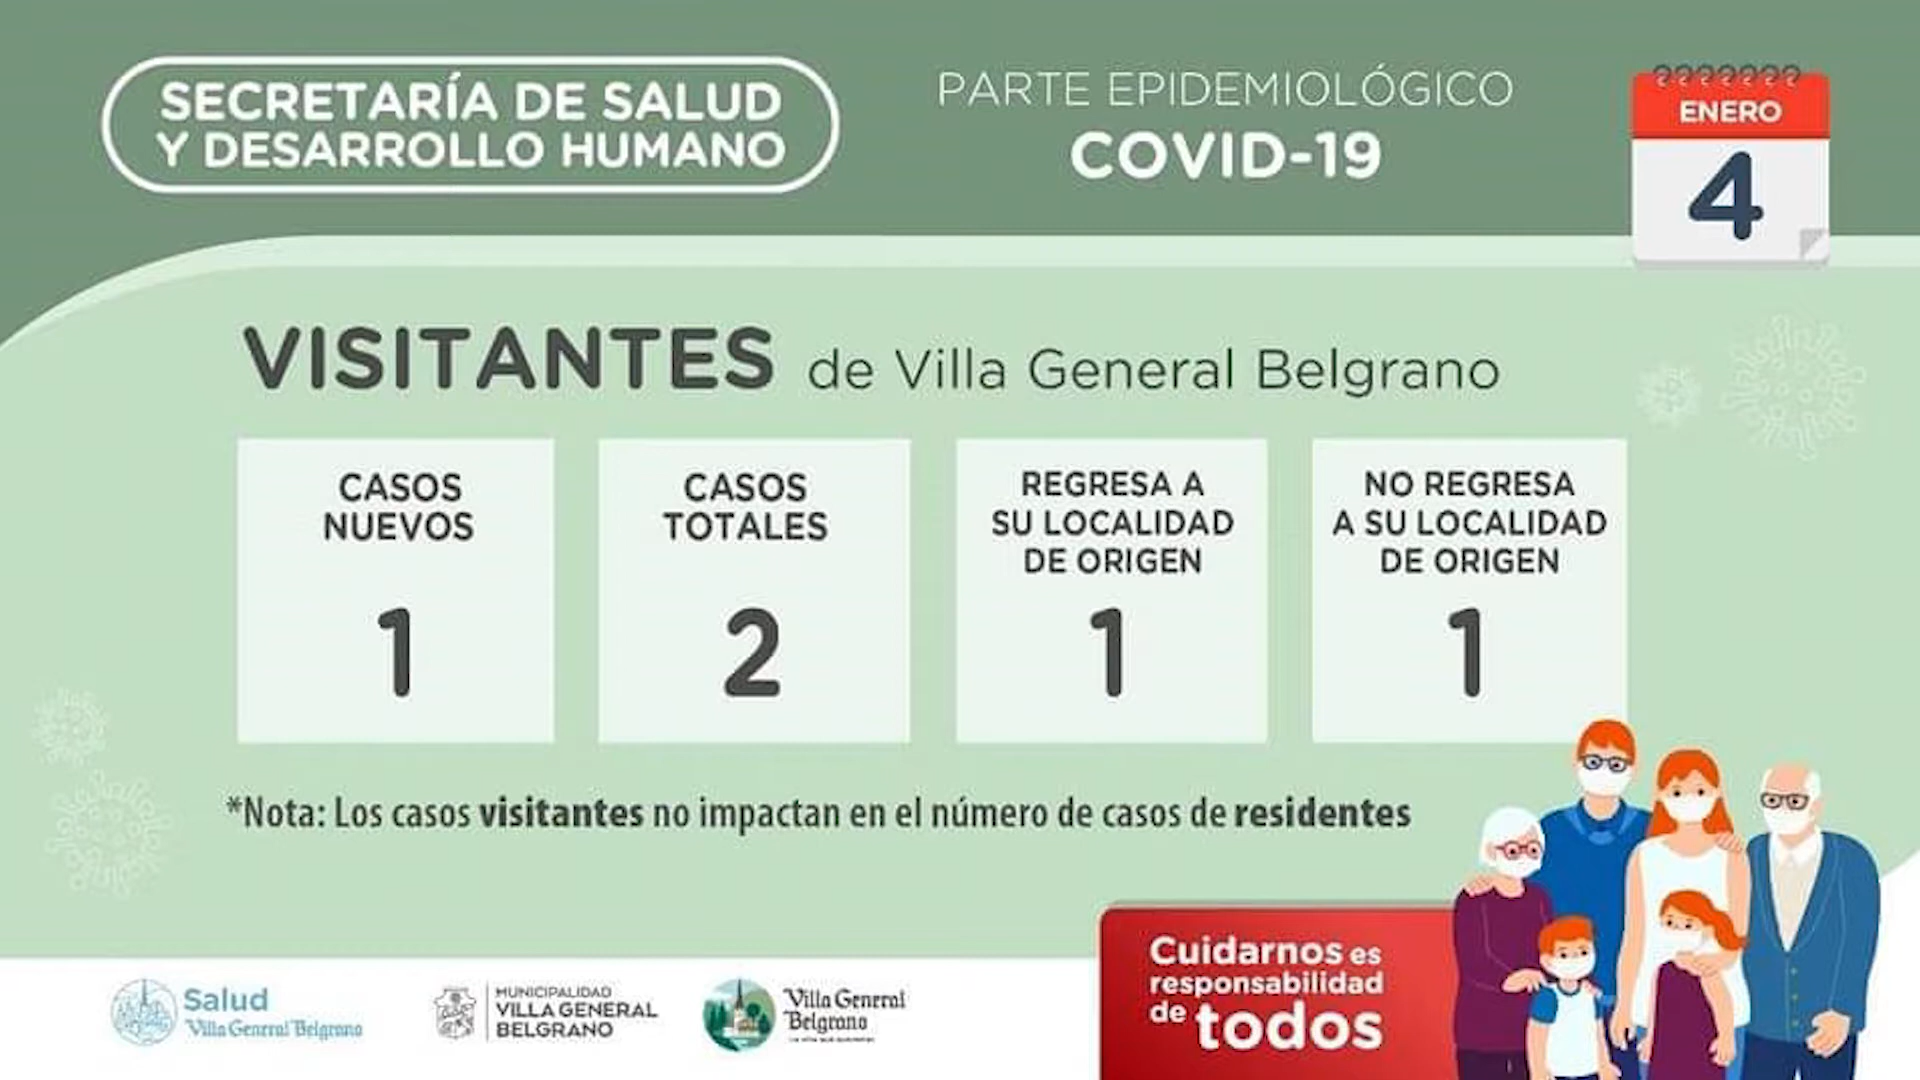 SECRETARÍA DE SALUD
Y DESARROLLO HUMANO
PARTE EPIDEMIOLÓGICO
COVID-19
ENERO
4
VISITANTES de Villa General Belgrano
CASOS
NUEVOS
1
CASOS
TOTALES
2
REGRESA A
SU LOCALIDAD
DE ORIGEN
1
NO REGRESA
A SU LOCALIDAD
DE ORIGEN
1
*Nota: Los casos visitantes no impactan en el número de casos de residentes
Cuidarnos es
responsabilidad
de todos
Salud
Villa General Belgrano
MUNICIPALIDAD
VILLA GENERAL
BELGRANO
Villa General
Belgrano